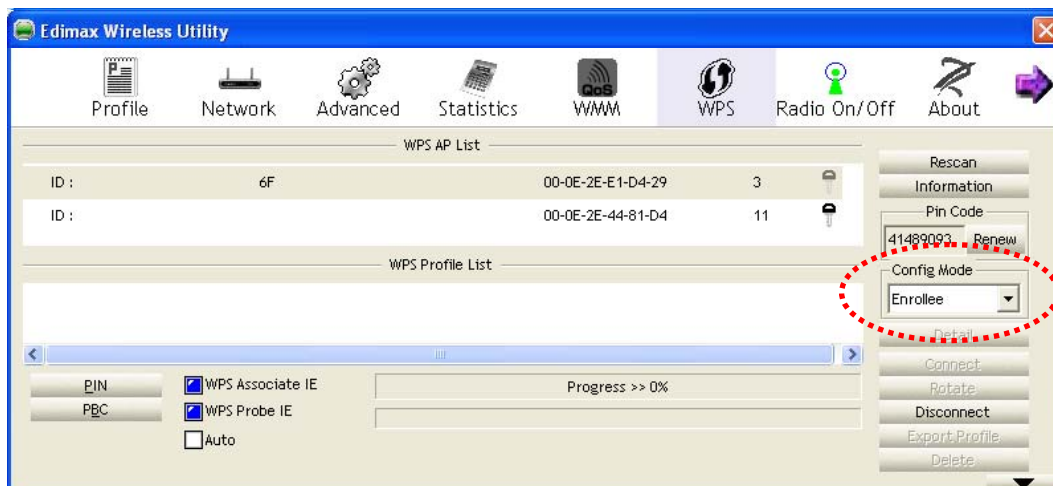 Edimax Wireless Utility
Profile Network Advanced Statistics QoS WMM WPS Radio On/Off About
WPS AP List
ID : 6F 00-0E-2E-E1-D4-29 3
ID : 00-0E-2E-44-81-D4 11
WPS Profile List
PIN
PBC
WPS Associate IE
WPS Probe IE
Auto
Progress >> 0%
Rescan
Information
Pin Code
41489093 Renew
Config Mode
Enrollee
Detail
Connect
Rotate
Disconnect
Export Profile
Delete